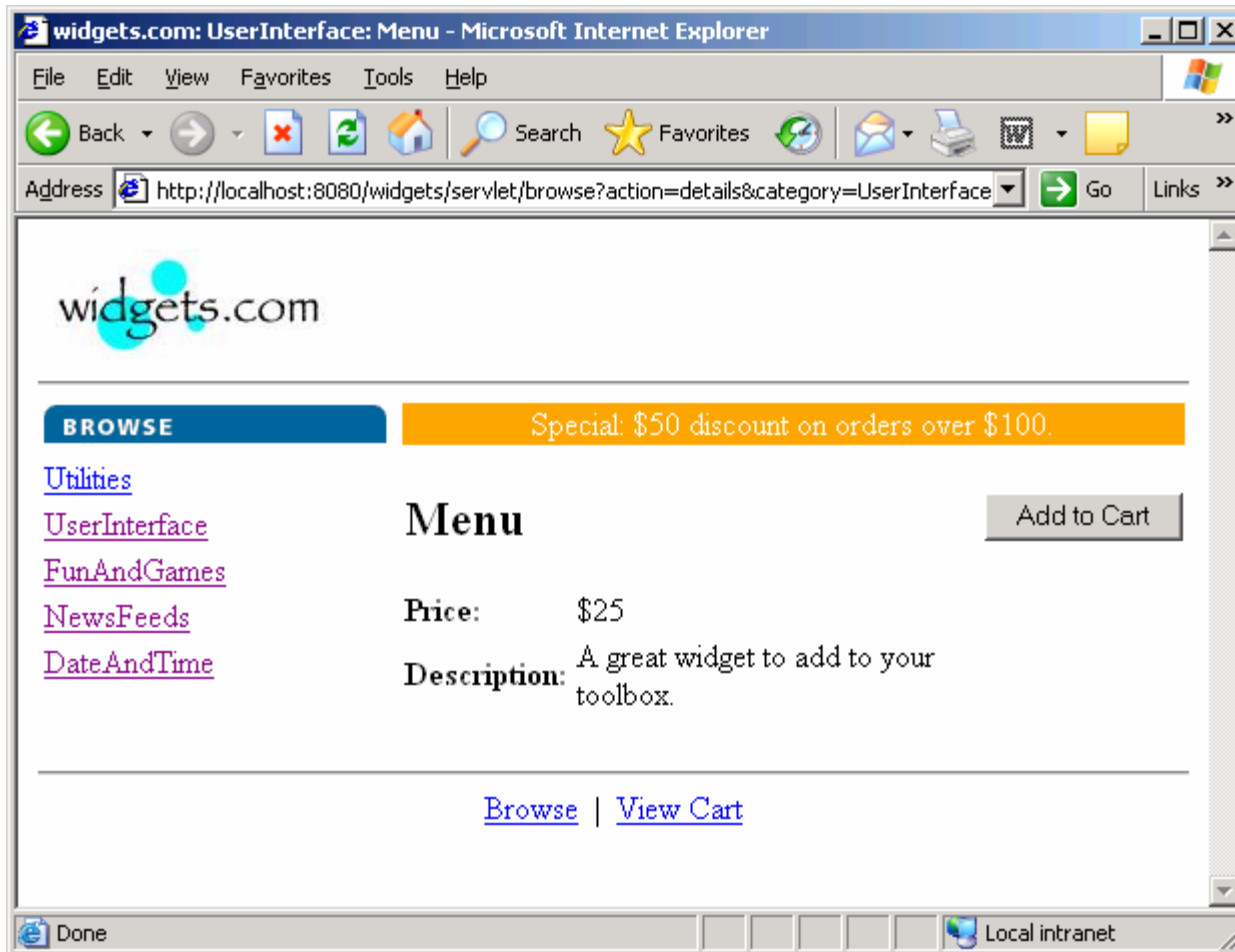 widgets.com: UserInterface: Menu - Microsoft Internet Explorer
File Edit View Favorites Tools Help
Back Search Favorites
Address http://localhost:8080/widgets/servlet/browse?action=details&category=UserInterface Go Links
widgets.com
BROWSE
Special: $50 discount on orders over $100.
Utilities
UserInterface
FunAndGames
NewsFeeds
DateAndTime
Menu
Add to Cart
Price: $25
Description: A great widget to add to your
toolbox.
Browse | View Cart
Done Local intranet